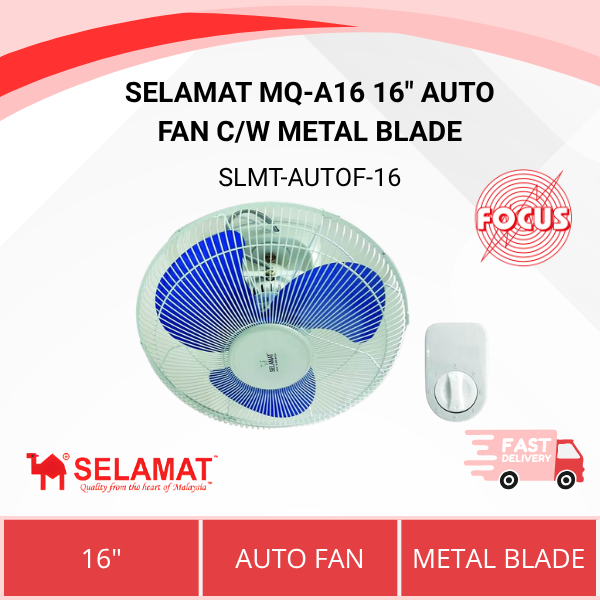 SELAMAT MQ-A16 16" AUTO
FAN C/W METAL BLADE
SLMT-AUTOF-16
FOCUS
SELAMAT
SELAMAT™
Quality from the heart of Malaysia
FAST
DELIVERY
16"
AUTO FAN
METAL BLADE